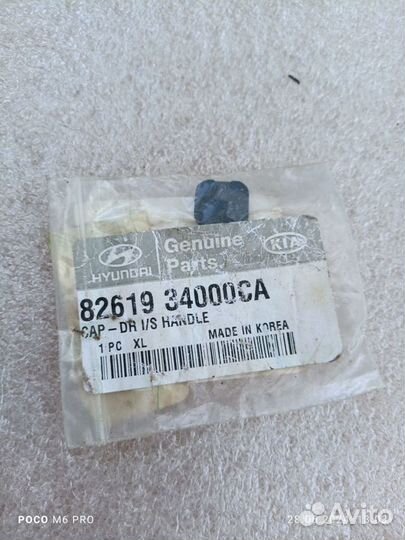 HYUNDAI
Genuine
Parts
KIA
82619 34000CA
CAP-DR I/S HANDLE
1 PC XL MADE IN KOREA
POCO M6 PRO
Avito